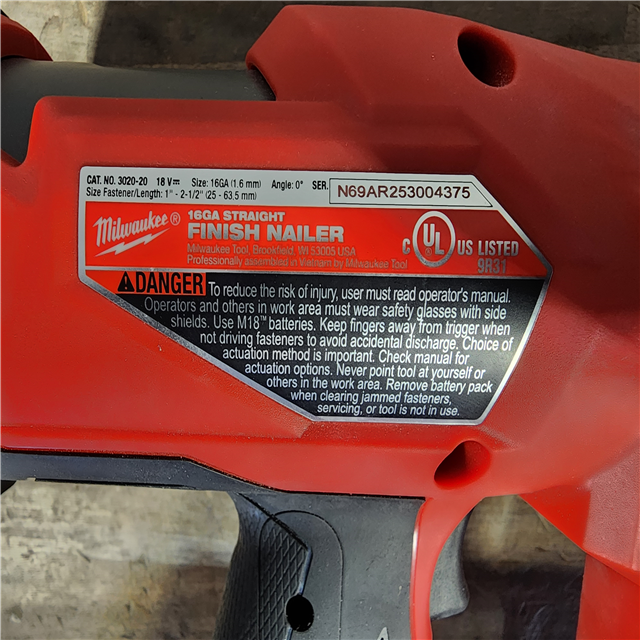 CAT. NO. 3020-20 18 V⎓ Size: 16GA (1.6 mm) Angle: 0° SER. N69AR253004375
Size Fastener/Length: 1" - 2-1/2" (25 - 63.5 mm)
Milwaukee®
16GA STRAIGHT
FINISH NAILER
Milwaukee Tool, Brookfield, WI 53005 USA
Professionally assembled in Vietnam by Milwaukee Tool
C UL® US LISTED
9R31
DANGER To reduce the risk of injury, user must read operator's manual.
Operators and others in work area must wear safety glasses with side
shields. Use M18™ batteries. Keep fingers away from trigger when
not driving fasteners to avoid accidental discharge. Choice of
actuation method is important. Check manual for
actuation options. Never point tool at yourself or
others in the work area. Remove battery pack
when clearing jammed fasteners,
servicing, or tool is not in use.